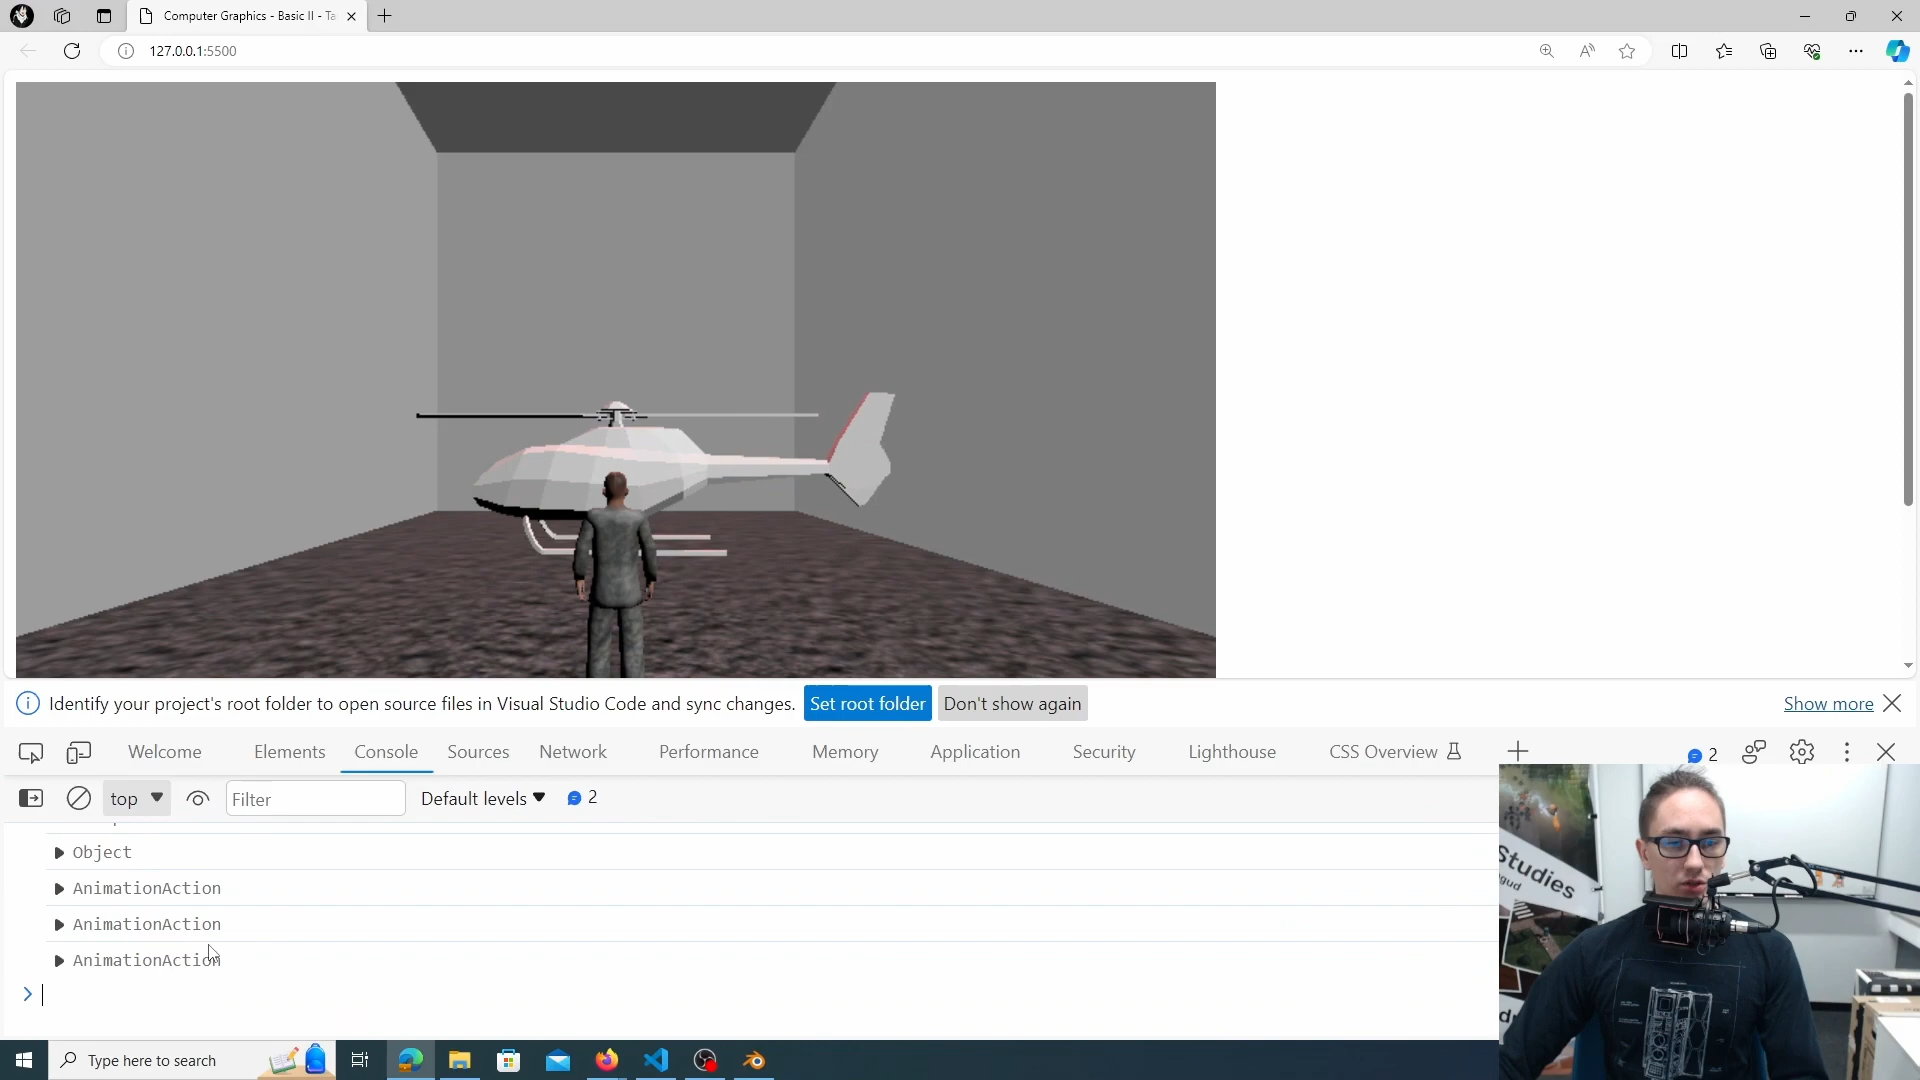 Computer Graphics - Basic II - Ta
127.0.0.1:5500
Identify your project's root folder to open source files in Visual Studio Code and sync changes. Set root folder Don't show again Show more
Welcome Elements Console Sources Network Performance Memory Application Security Lighthouse CSS Overview 2
top Filter Default levels 2
Object
AnimationAction
AnimationAction
AnimationAction
Studies
gud
Type here to search